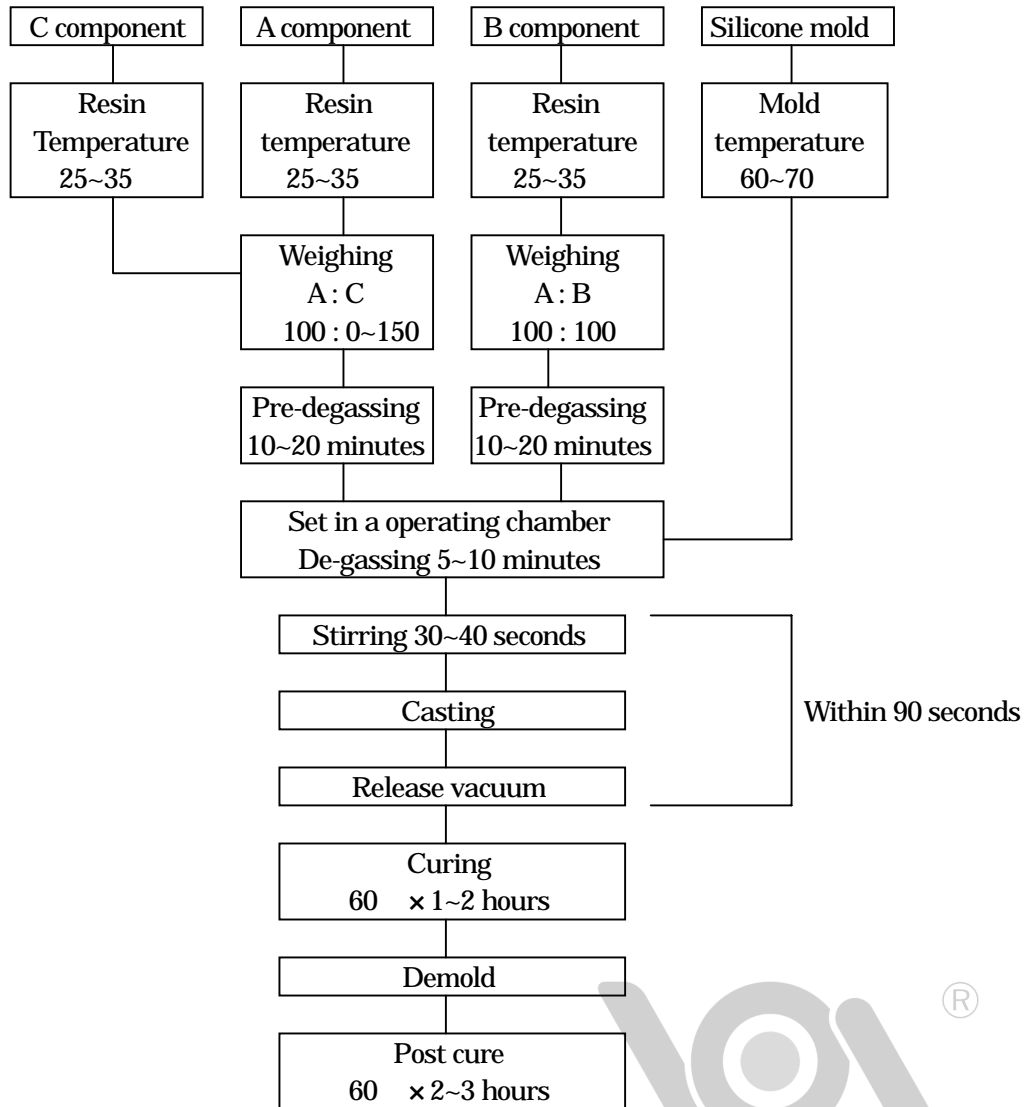 C component
A component
B component
Silicone mold
Resin
Temperature
25~35
Resin
temperature
25~35
Resin
temperature
25~35
Mold
temperature
60~70
Weighing
A : C
100 : 0~150
Weighing
A : B
100 : 100
Pre-degassing
10~20 minutes
Pre-degassing
10~20 minutes
Set in a operating chamber
De-gassing 5~10 minutes
Stirring 30~40 seconds
Casting
Within 90 seconds
Release vacuum
Curing
60 × 1~2 hours
Demold
®
Post cure
60 × 2~3 hours